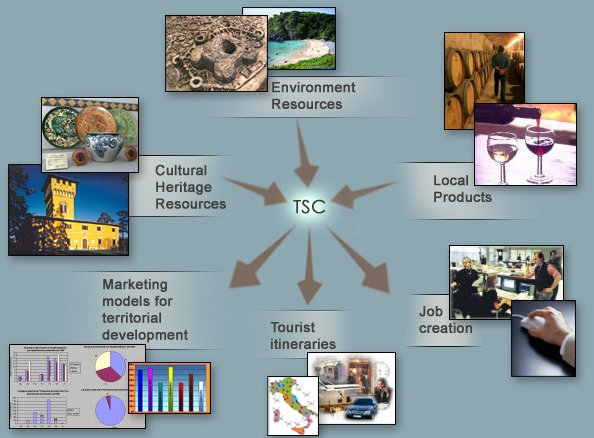 Environment
Resources
Cultural
Heritage
Resources
Local
Products
TSC
Marketing
models for
territorial
development
Tourist
itineraries
Job
creation